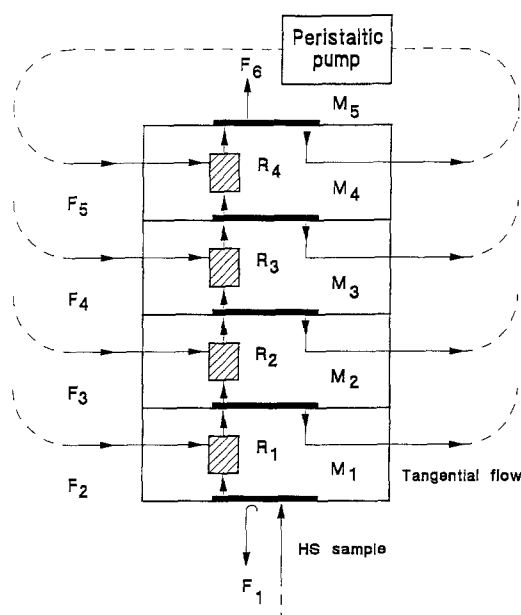 Peristaltic
pump
F6
M5
R4
M4
F5
R3
M3
F4
R2
M2
F3
R1
M1
Tangential flow
F2
HS sample
F1